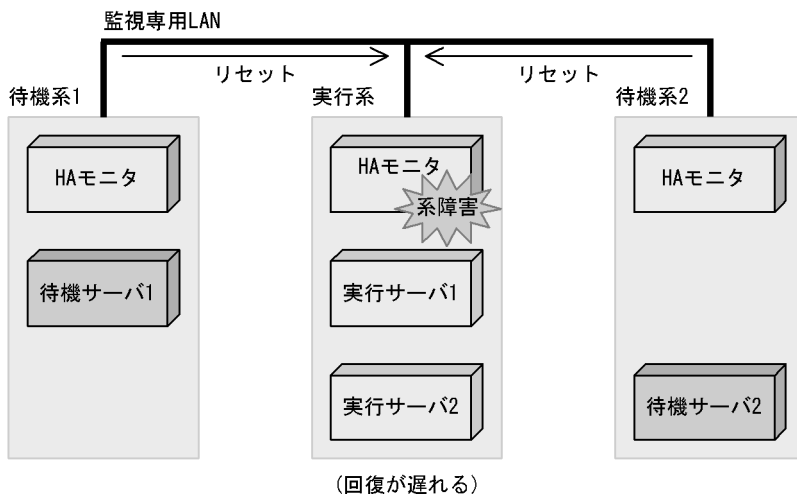 監視専用LAN
リセット
リセット
待機系1
実行系
待機系2
HAモニタ
HAモニタ
HAモニタ
系障害
待機サーバ1
実行サーバ1
実行サーバ2
待機サーバ2
(回復が遅れる)